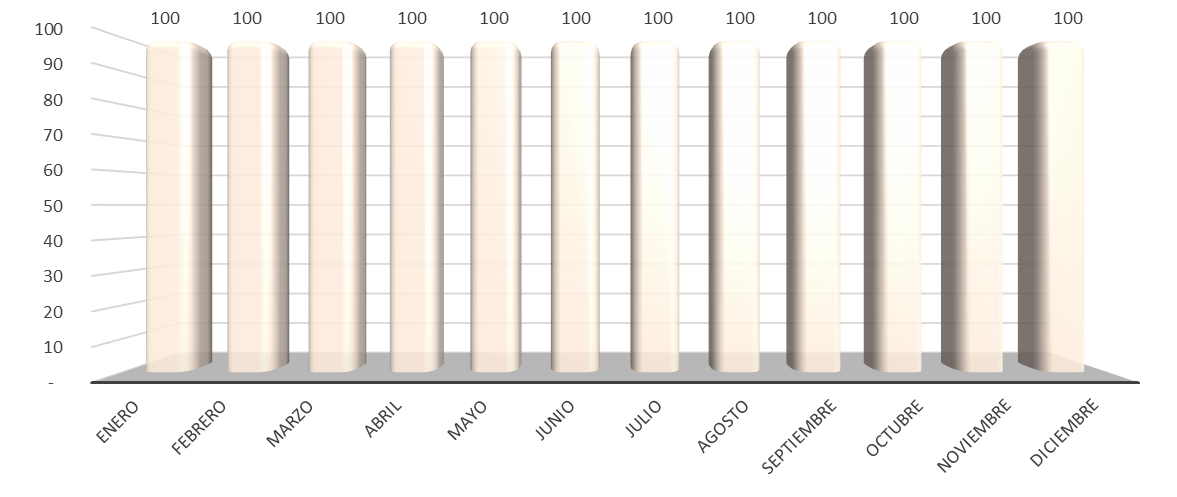 100 100 100 100 100 100 100 100 100 100 100 100
100
90
80
70
60
50
40
30
20
10
-
ENERO
FEBRERO
MARZO
ABRIL
MAYO
JUNIO
JULIO
AGOSTO
SEPTIEMBRE
OCTUBRE
NOVIEMBRE
DICIEMBRE